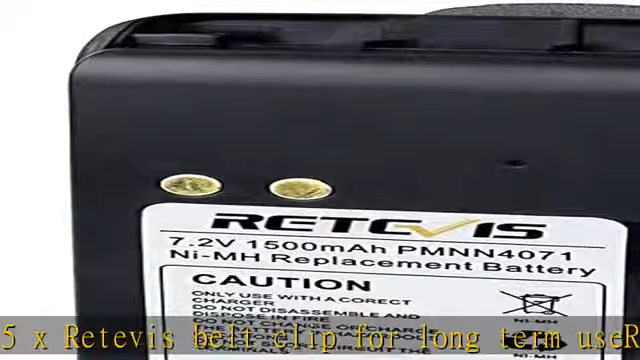 RETEVIS
7.2V 1500mAh PMNN4071
Ni-MH Replacement Battery
CAUTION
ONLY USE WITH A CORECT
CHARGER
DO NOT DISASSEMBLE AND
Ni-MH
5 x Retevis belt clip for long term useR